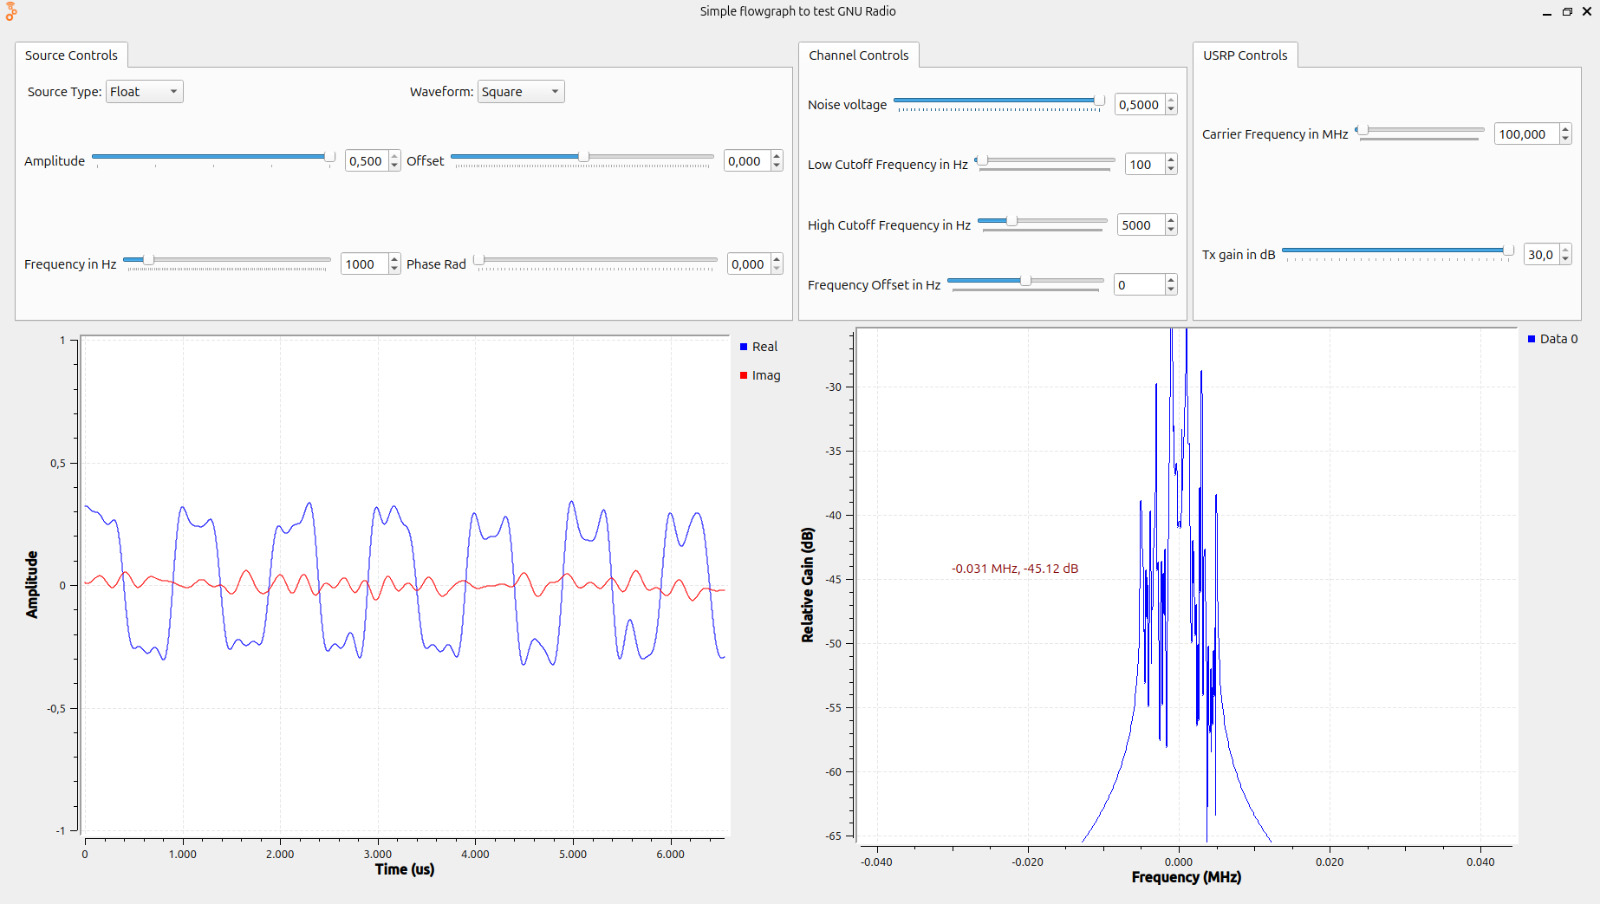 Simple flowgraph to test GNU Radio
Source Controls
Source Type: Float
Waveform: Square
Amplitude 0,500
Offset 0,000
Frequency in Hz 1000
Phase Rad 0,000
Channel Controls
Noise voltage 0,5000
Low Cutoff Frequency in Hz 100
High Cutoff Frequency in Hz 5000
Frequency Offset in Hz 0
USRP Controls
Carrier Frequency in MHz 100,000
Tx gain in dB 30,0
Amplitude
1
0,5
0
-0,5
-1
0 1.000 2.000 3.000 4.000 5.000 6.000
Time (us)
Real
Imag
Relative Gain (dB)
-30
-35
-40
-45
-50
-55
-60
-65
-0.031 MHz, -45.12 dB
-0.040 -0.020 0.000 0.020 0.040
Frequency (MHz)
Data 0